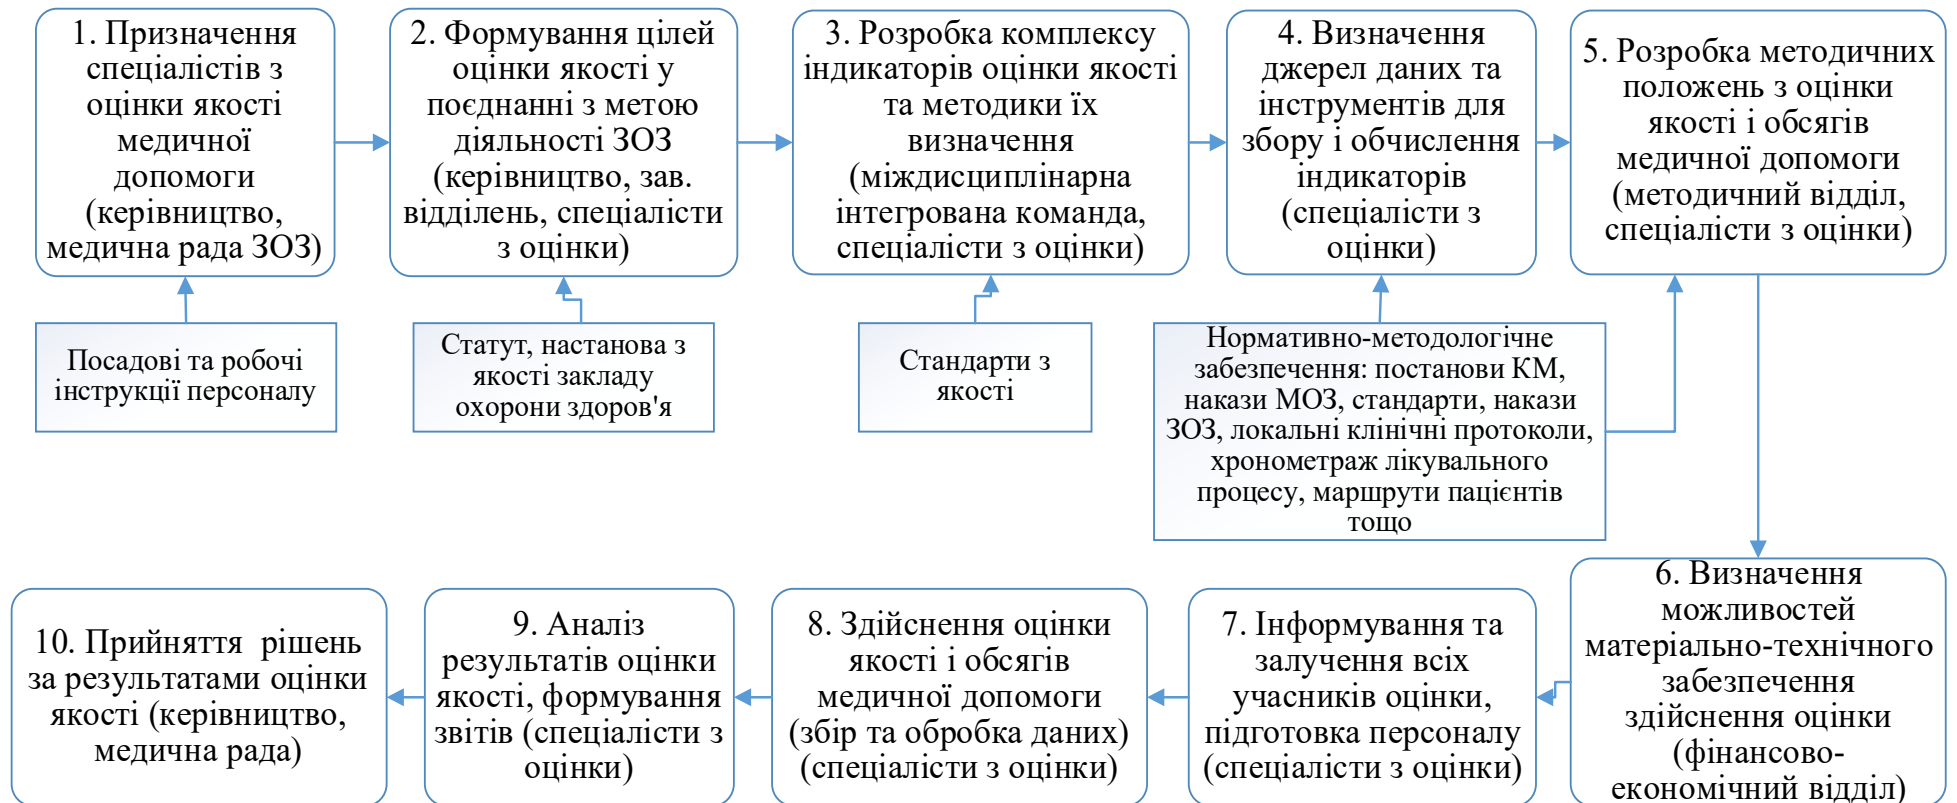 1. Призначення
спеціалістів з
оцінки якості
медичної
допомоги
(керівництво,
медична рада ЗОЗ)
2. Формування цілей
оцінки якості у
поєднанні з метою
діяльності ЗОЗ
(керівництво, зав.
відділень, спеціалісти
з оцінки)
3. Розробка комплексу
індикаторів оцінки якості
та методики їх
визначення
(міждисциплінарна
інтегрована команда,
спеціалісти з оцінки)
4. Визначення
джерел даних та
інструментів для
збору і обчислення
індикаторів
(спеціалісти з
оцінки)
5. Розробка методичних
положень з оцінки
якості і обсягів
медичної допомоги
(методичний відділ,
спеціалісти з оцінки)
Посадові та робочі
інструкції персоналу
Статут, настанова з
якості закладу
охорони здоров'я
Стандарти з
якості
Нормативно-методологічне
забезпечення: постанови КМ,
накази МОЗ, стандарти, накази
ЗОЗ, локальні клінічні протоколи,
хронометраж лікувального
процесу, маршрути пацієнтів
тощо
6. Визначення
можливостей
матеріально-технічного
забезпечення
здійснення оцінки
(фінансово-
економічний відділ)
7. Інформування та
залучення всіх
учасників оцінки,
підготовка персоналу
(спеціалісти з оцінки)
8. Здійснення оцінки
якості і обсягів
медичної допомоги
(збір та обробка даних)
(спеціалісти з оцінки)
9. Аналіз
результатів оцінки
якості, формування
звітів (спеціалісти з
оцінки)
10. Прийняття  рішень
за результатами оцінки
якості (керівництво,
медична рада)